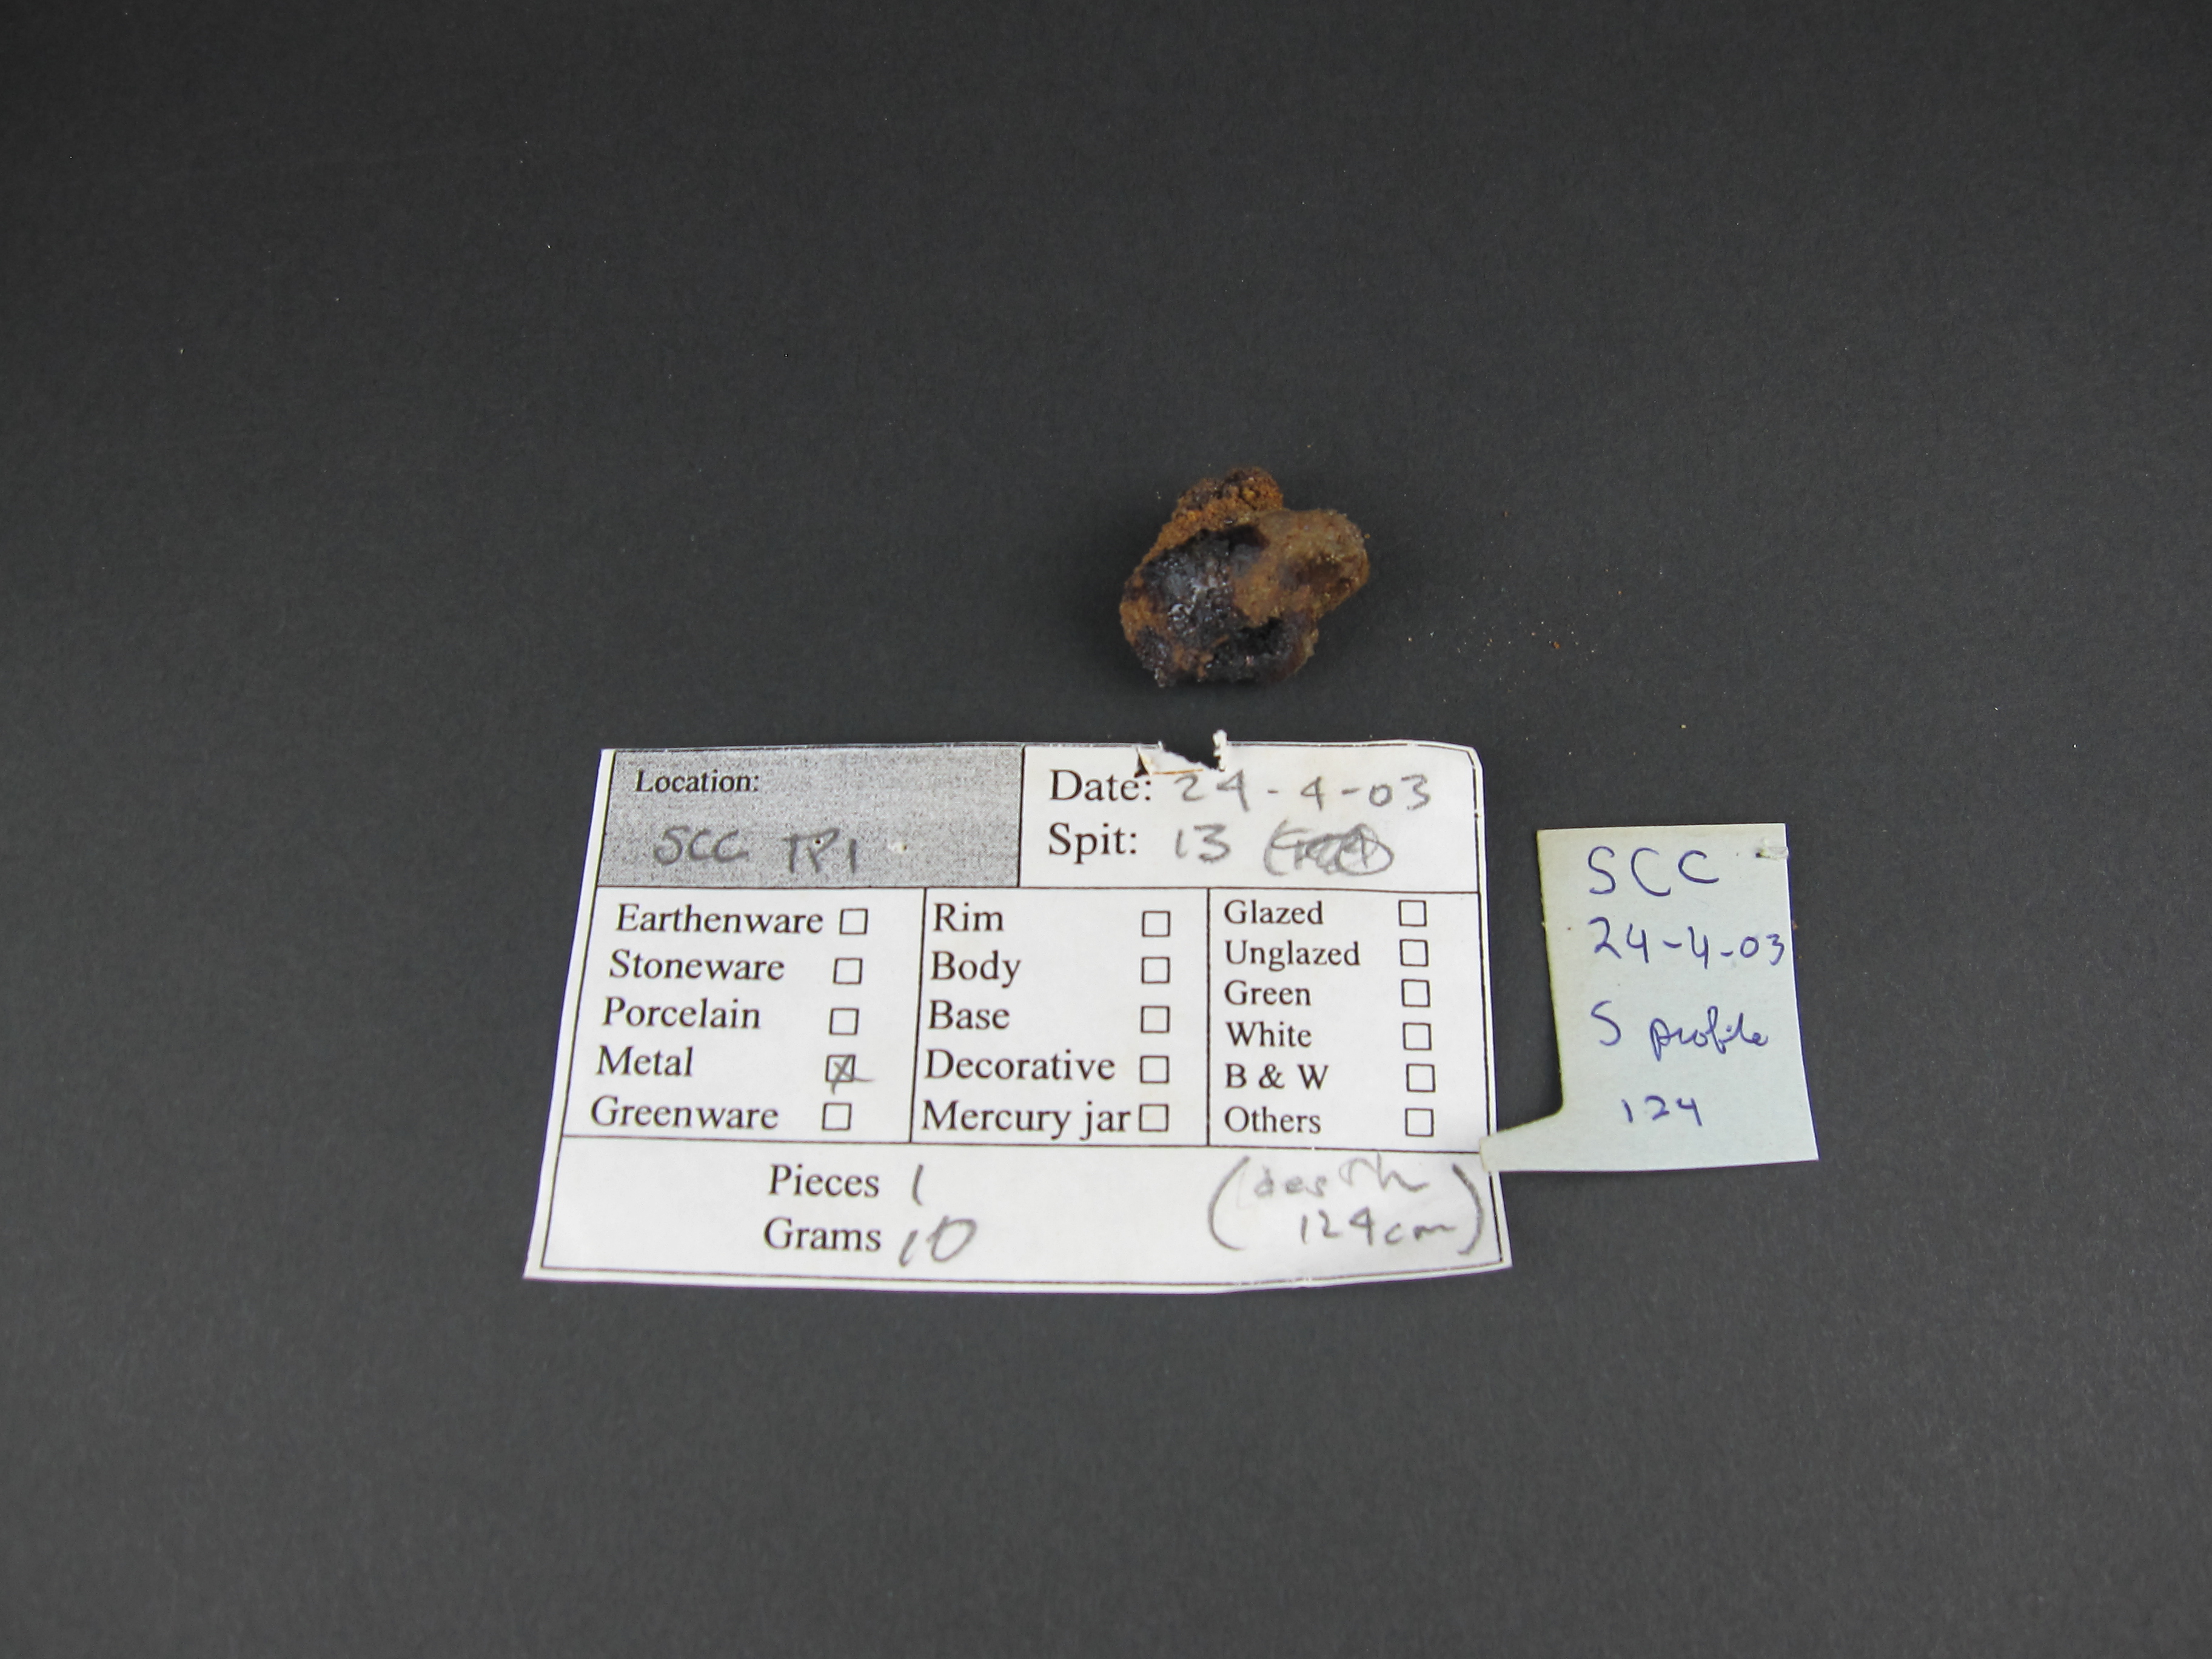 Location:
SCC TP1
Date: 24-4-03
Spit: 13
Earthenware ☐
Stoneware ☐
Porcelain ☐
Metal ☒
Greenware ☐
Rim ☐
Body ☐
Base ☐
Decorative ☐
Mercury jar ☐
Glazed ☐
Unglazed ☐
Green ☐
White ☐
B & W ☐
Others ☐
Pieces 1
Grams 10
(depth
124cm)
SCC
24-4-03
S profile
124